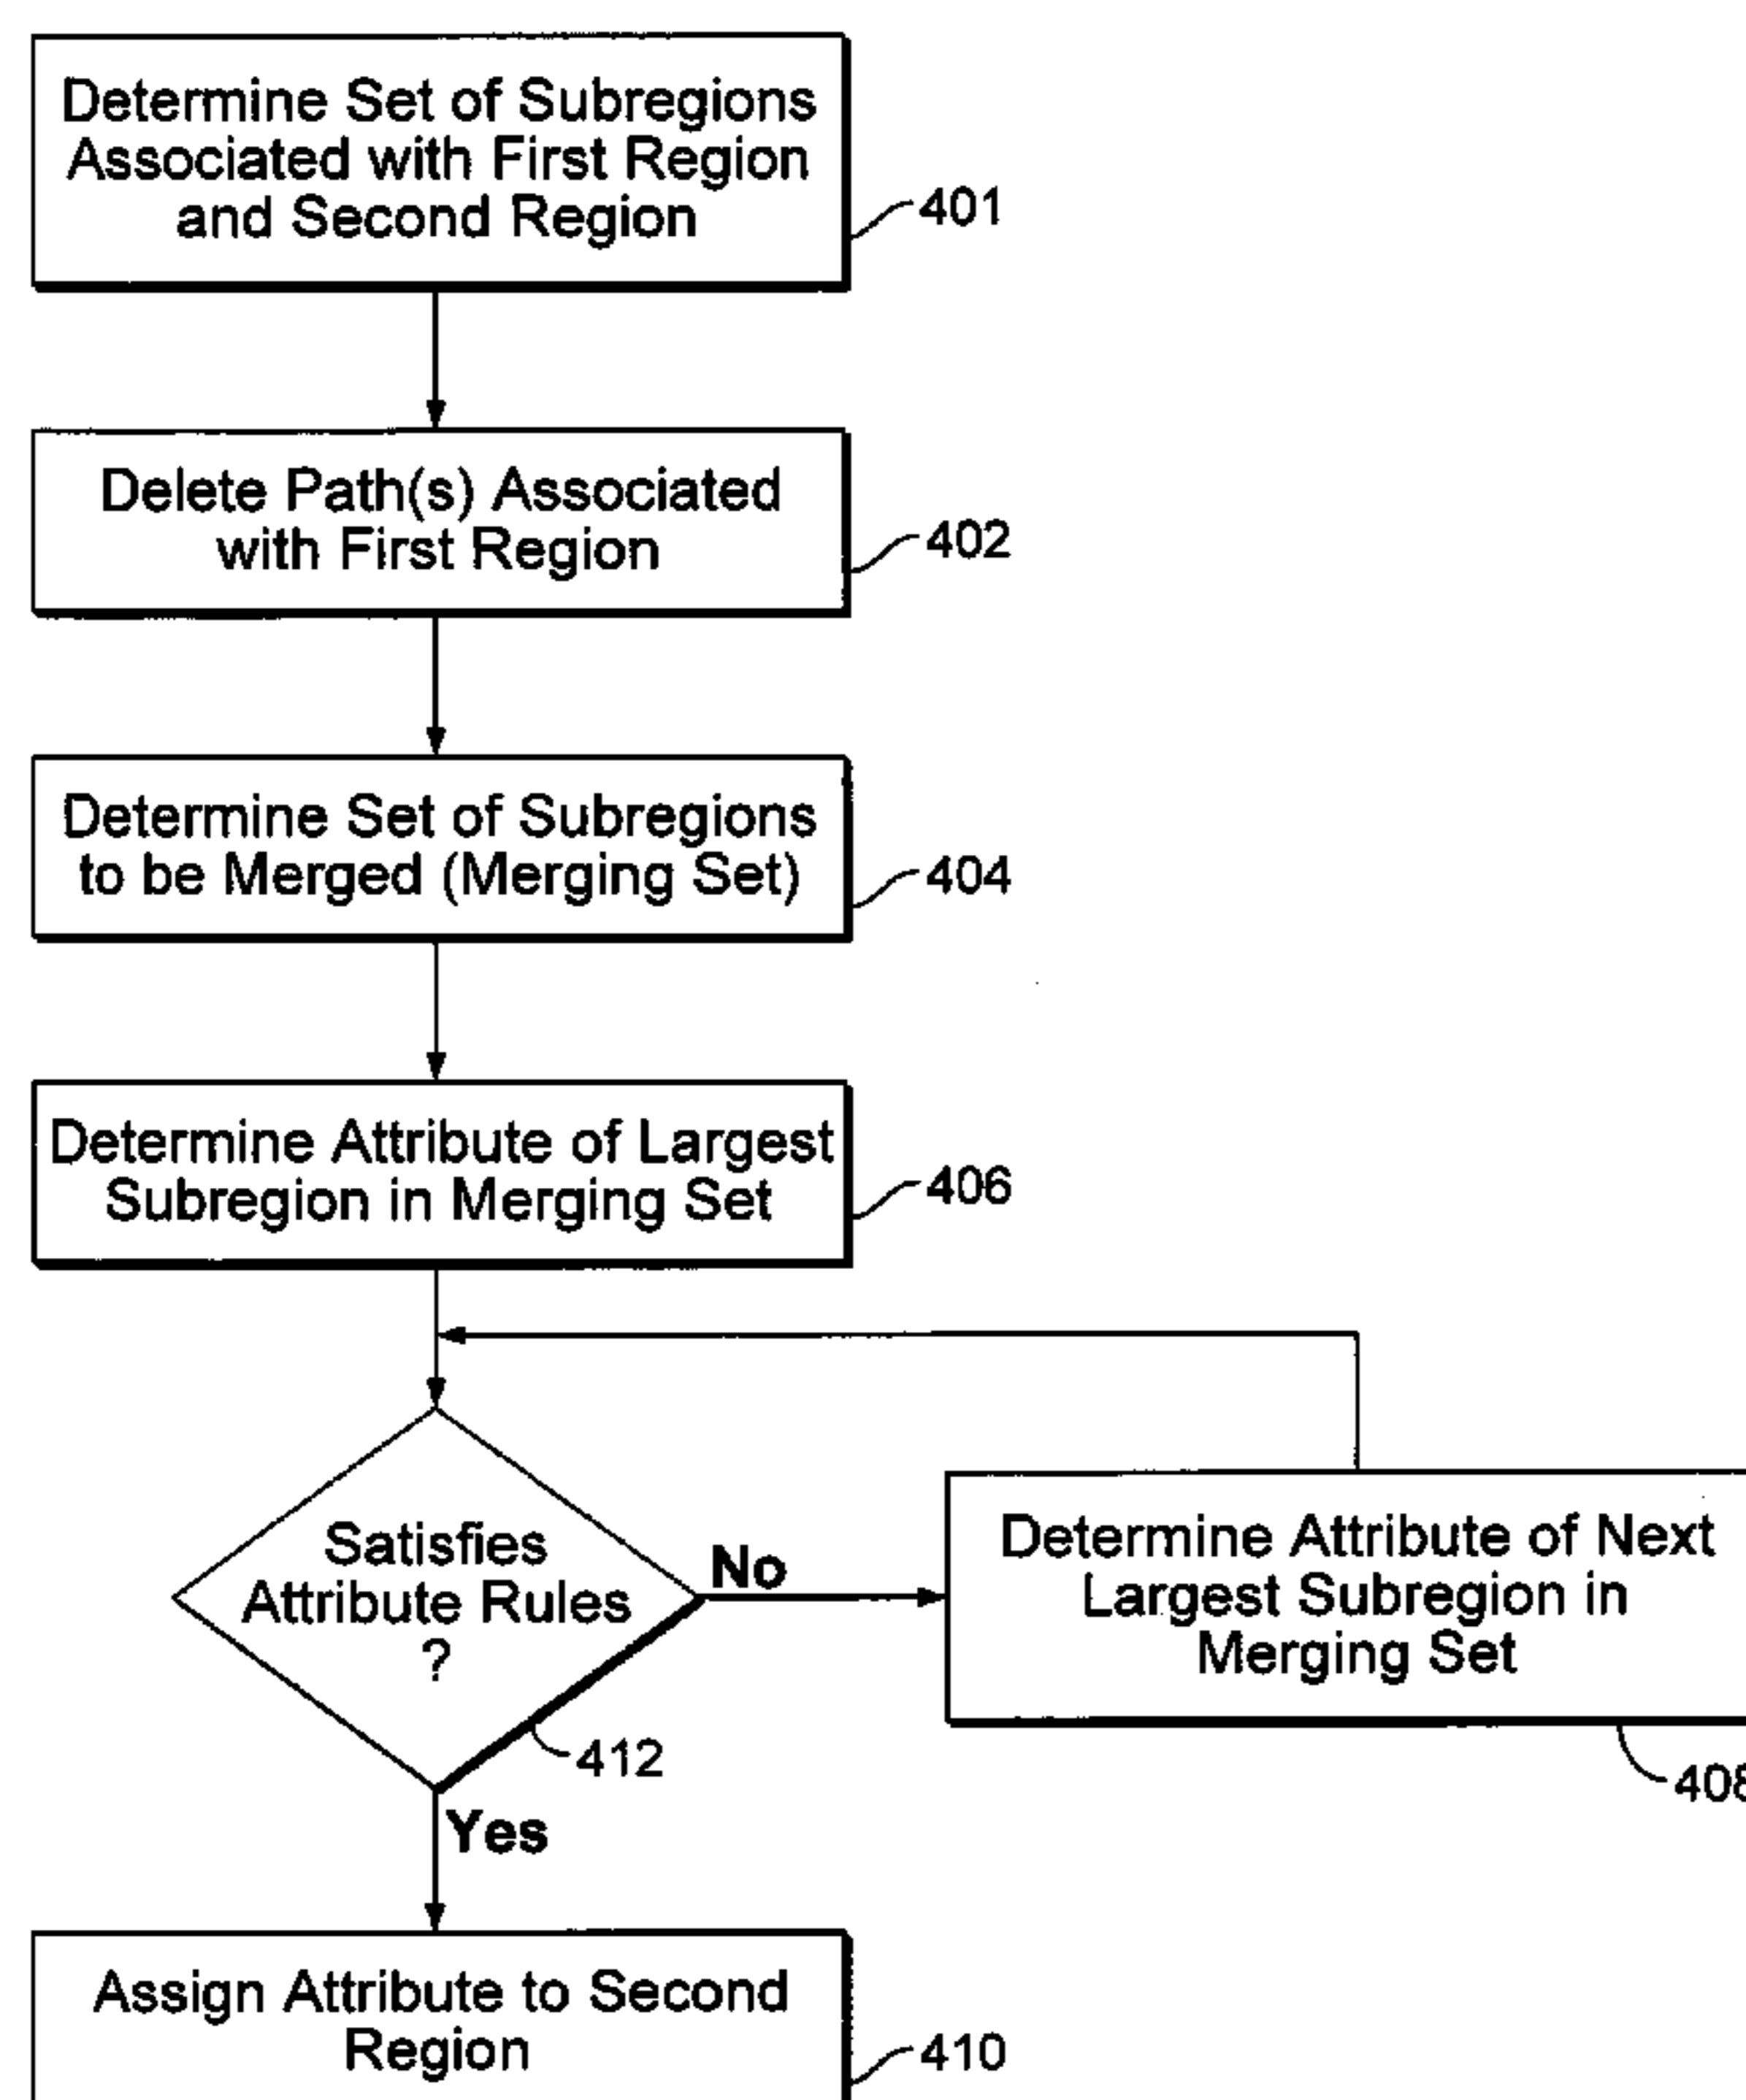 Determine Set of Subregions
Associated with First Region
and Second Region
401
Delete Path(s) Associated
with First Region
402
Determine Set of Subregions
to be Merged (Merging Set)
404
Determine Attribute of Largest
Subregion in Merging Set
406
Satisfies
Attribute Rules
?
412
No
Determine Attribute of Next
Largest Subregion in
Merging Set
408
Yes
Assign Attribute to Second
Region
410